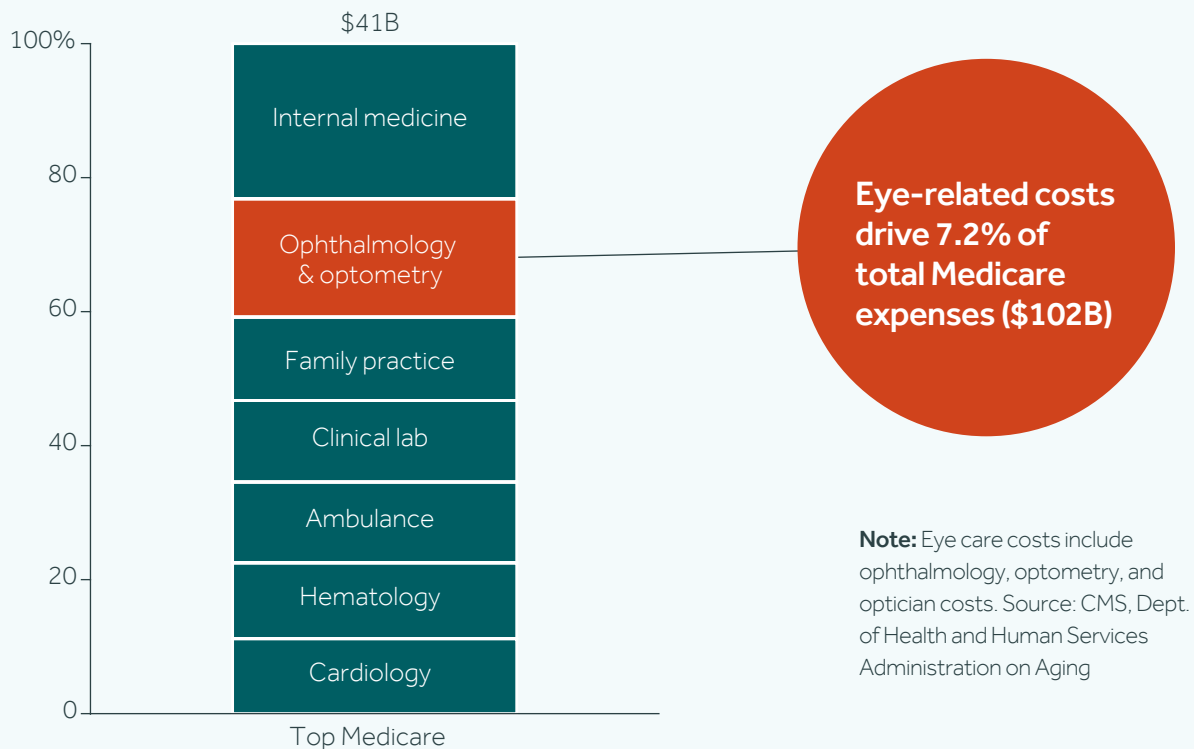 $41B
100%
80
60
40
20
0
Internal medicine
Ophthalmology
& optometry
Family practice
Clinical lab
Ambulance
Hematology
Cardiology
Top Medicare
Eye-related costs
drive 7.2% of
total Medicare
expenses ($102B)
Note: Eye care costs include
ophthalmology, optometry, and
optician costs. Source: CMS, Dept.
of Health and Human Services
Administration on Aging